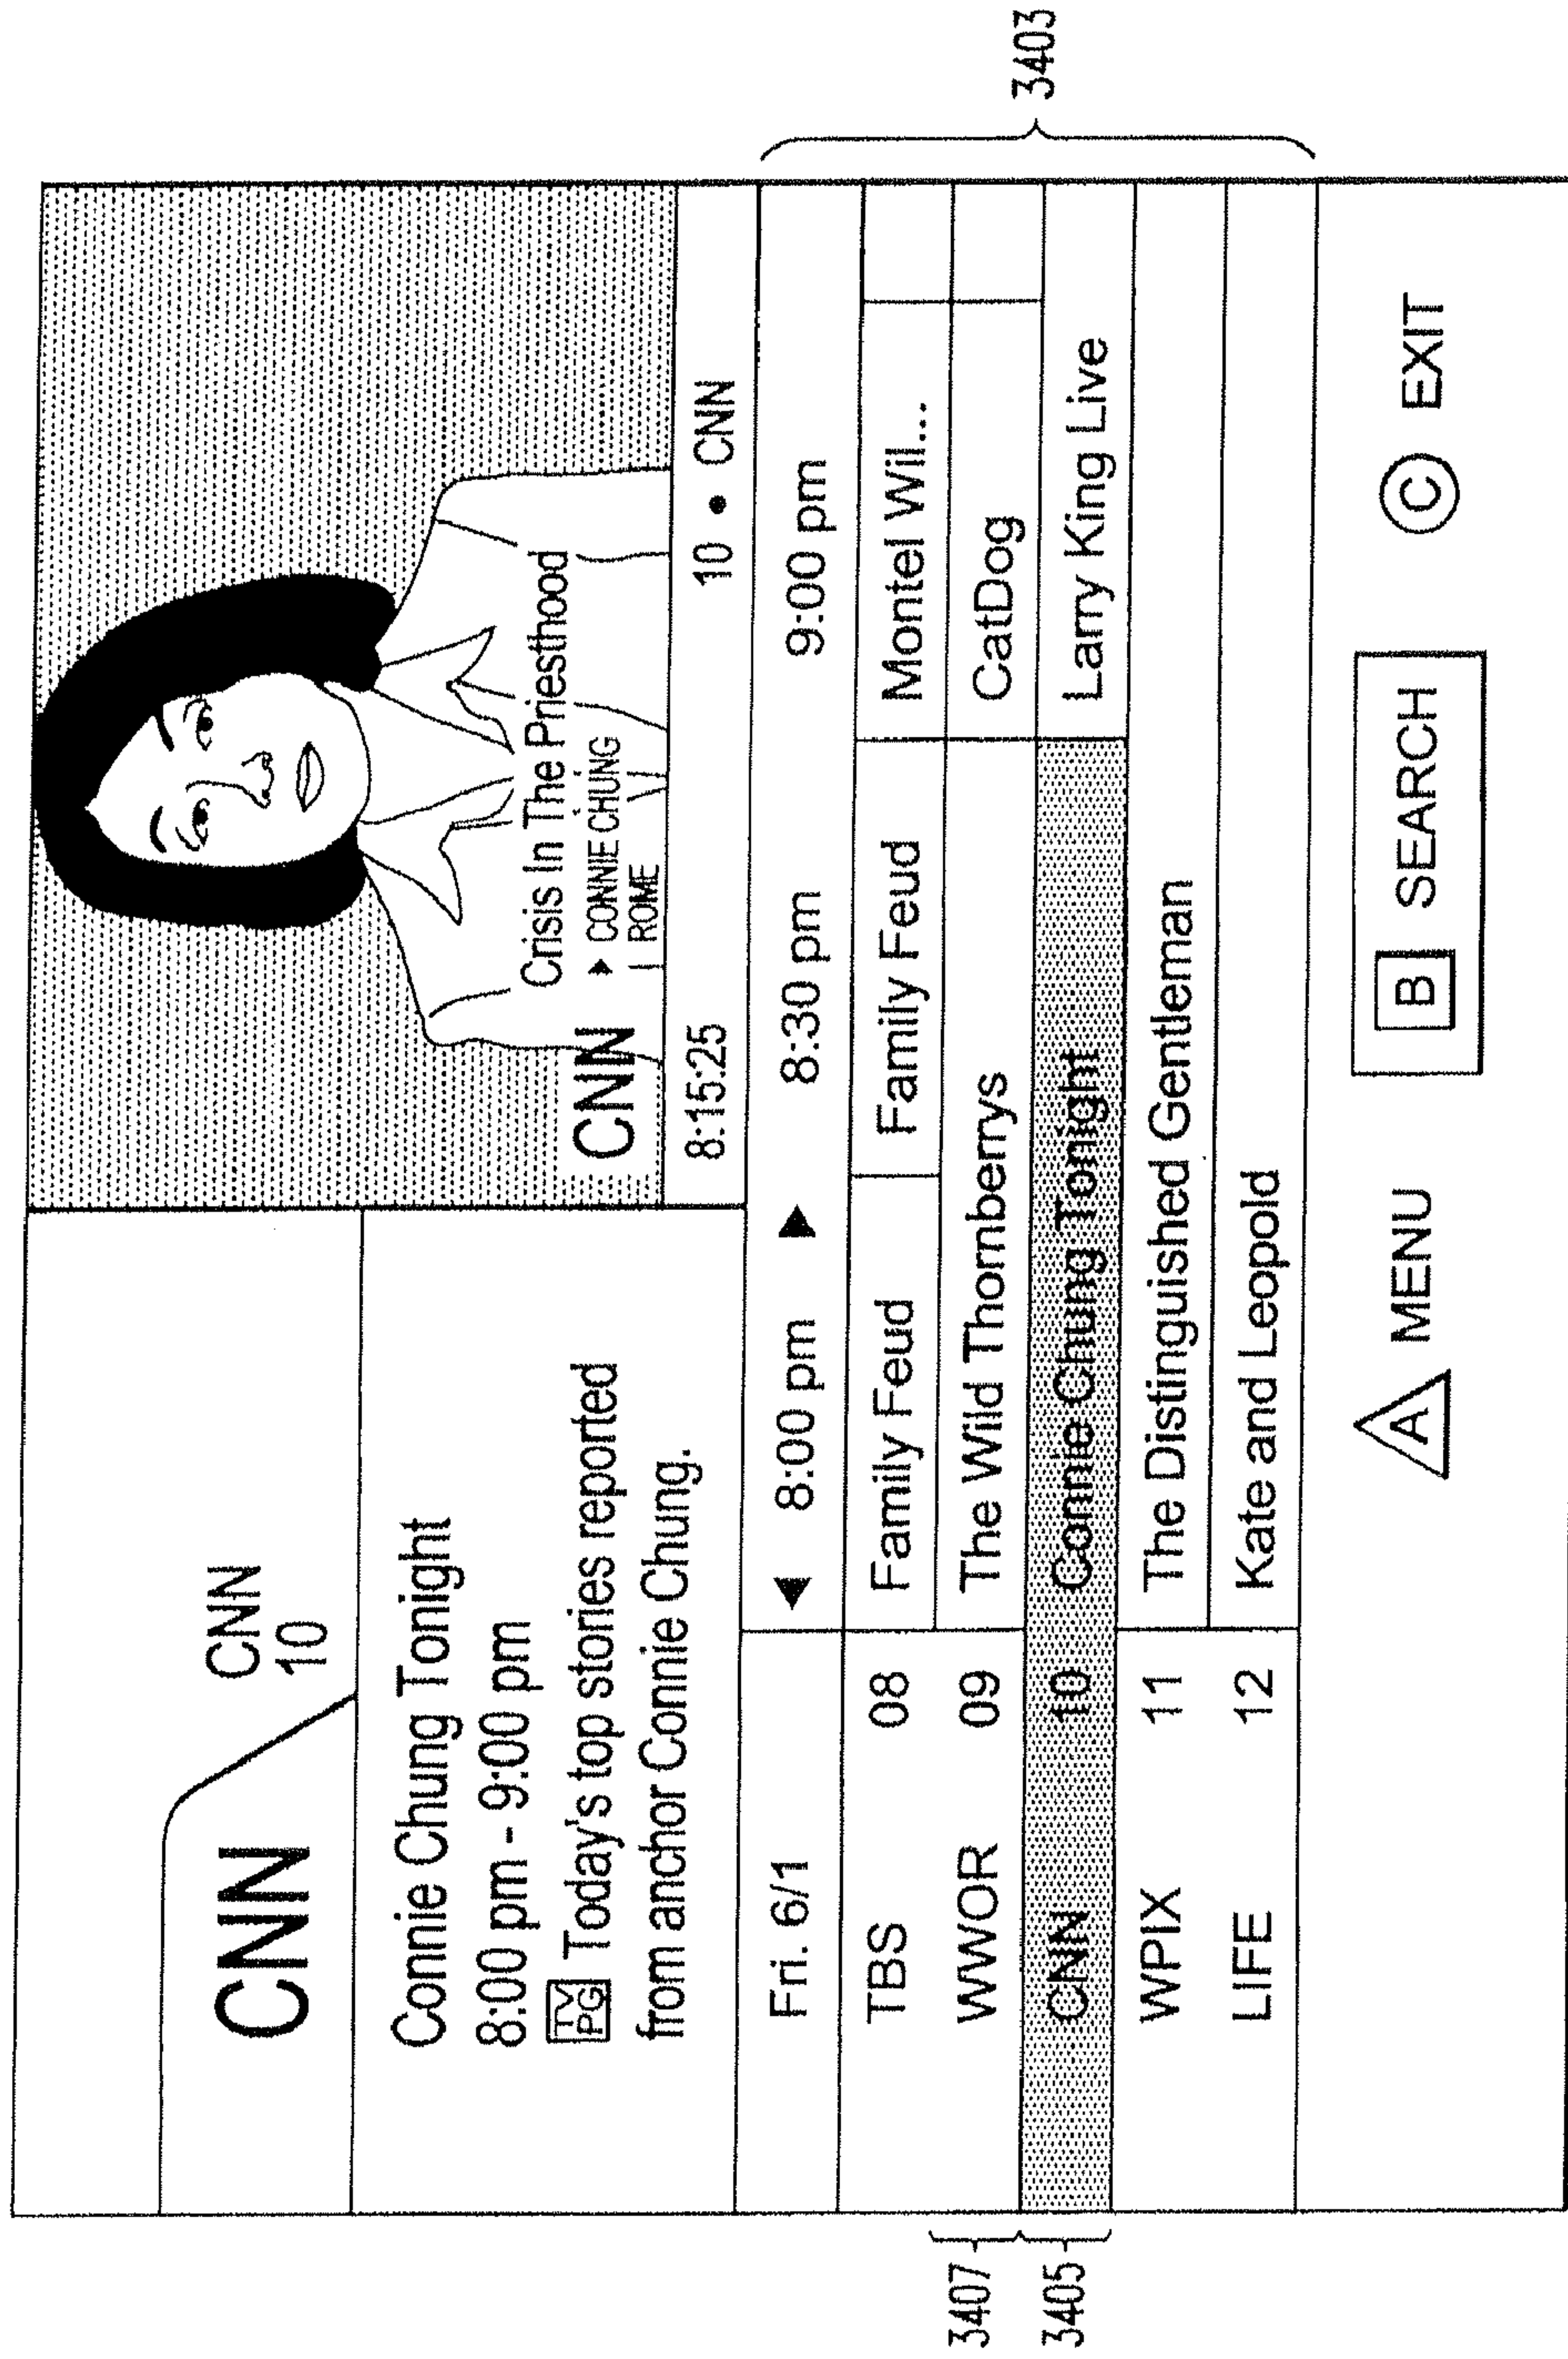 CNN
CNN
10
Connie Chung Tonight
8:00 pm - 9:00 pm
TV PG Today's top stories reported
from anchor Connie Chung.
Crisis In The Priesthood
CNN ▶ CONNIE CHUNG
ROME
8:15:25 10 • CNN
Fri. 6/1 ◀ 8:00 pm ▶ 8:30 pm 9:00 pm
TBS 08 Family Feud Family Feud Montel Wil...
WWOR 09 The Wild Thornberrys CatDog
CNN 10 Connie Chung Tonight Larry King Live
WPIX 11 The Distinguished Gentleman
LIFE 12 Kate and Leopold
A MENU B SEARCH C EXIT
3403
3407
3405